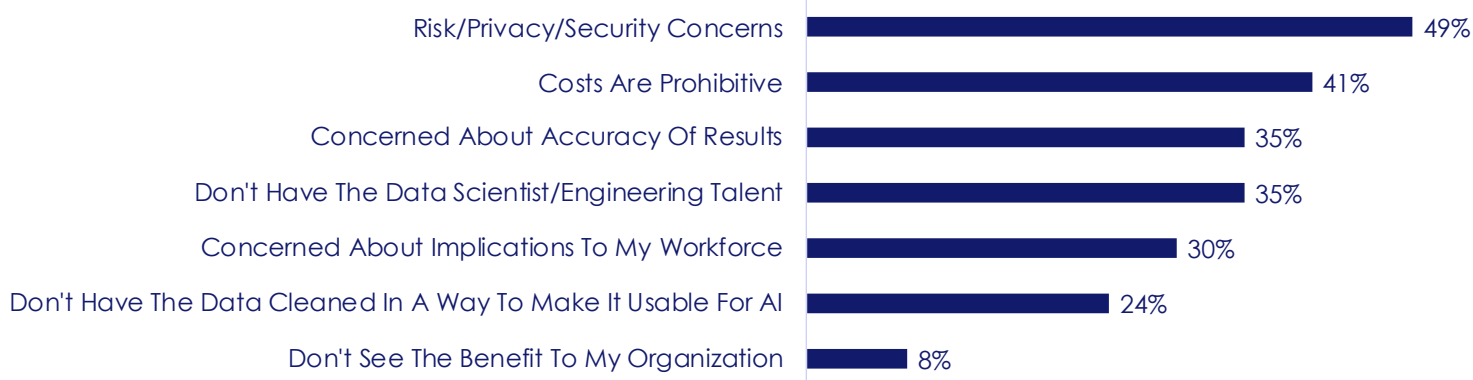 Risk/Privacy/Security Concerns 49%
Costs Are Prohibitive 41%
Concerned About Accuracy Of Results 35%
Don't Have The Data Scientist/Engineering Talent 35%
Concerned About Implications To My Workforce 30%
Don't Have The Data Cleaned In A Way To Make It Usable For AI 24%
Don't See The Benefit To My Organization 8%